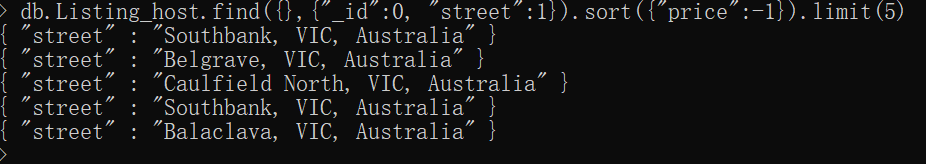 > db.Listing_host.find({},{"_id":0, "street":1}).sort({"price":-1}).limit(5)
{ "street" : "Southbank, VIC, Australia" }
{ "street" : "Belgrave, VIC, Australia" }
{ "street" : "Caulfield North, VIC, Australia" }
{ "street" : "Southbank, VIC, Australia" }
{ "street" : "Balaclava, VIC, Australia" }
>